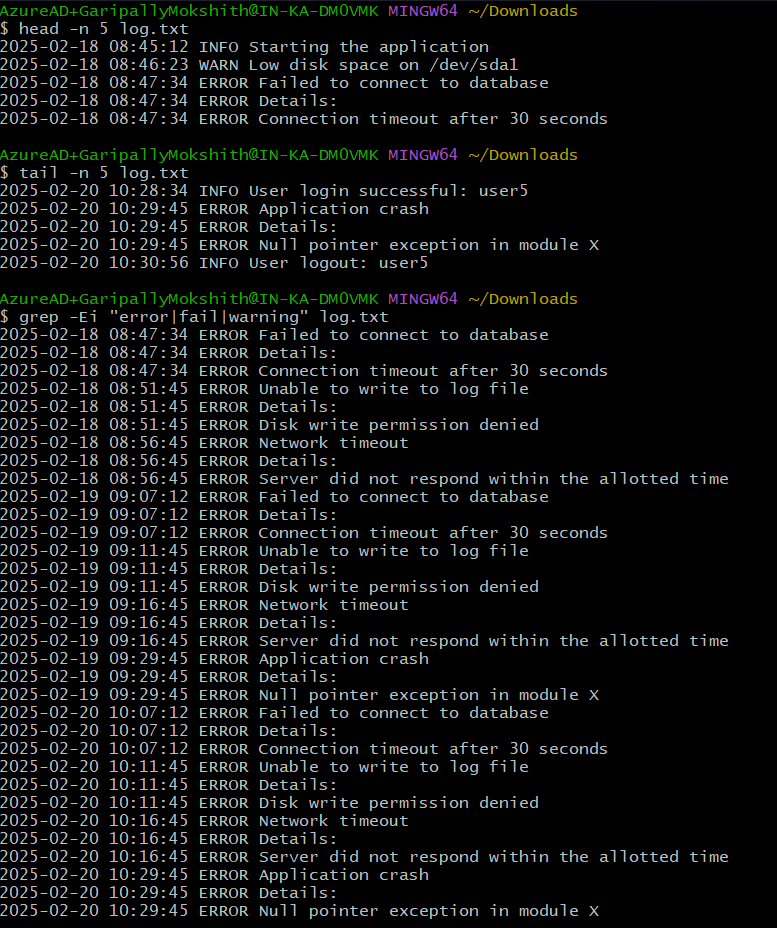 AzureAD+GaripallyMokshith@IN-KA-DM0VMK MINGW64 ~/Downloads
$ head -n 5 log.txt
2025-02-18 08:45:12 INFO Starting the application
2025-02-18 08:46:23 WARN Low disk space on /dev/sda1
2025-02-18 08:47:34 ERROR Failed to connect to database
2025-02-18 08:47:34 ERROR Details:
2025-02-18 08:47:34 ERROR Connection timeout after 30 seconds
AzureAD+GaripallyMokshith@IN-KA-DM0VMK MINGW64 ~/Downloads
$ tail -n 5 log.txt
2025-02-20 10:28:34 INFO User login successful: user5
2025-02-20 10:29:45 ERROR Application crash
2025-02-20 10:29:45 ERROR Details:
2025-02-20 10:29:45 ERROR Null pointer exception in module X
2025-02-20 10:30:56 INFO User logout: user5
AzureAD+GaripallyMokshith@IN-KA-DM0VMK MINGW64 ~/Downloads
$ grep -Ei "error|fail|warning" log.txt
2025-02-18 08:47:34 ERROR Failed to connect to database
2025-02-18 08:47:34 ERROR Details:
2025-02-18 08:47:34 ERROR Connection timeout after 30 seconds
2025-02-18 08:51:45 ERROR Unable to write to log file
2025-02-18 08:51:45 ERROR Details:
2025-02-18 08:51:45 ERROR Disk write permission denied
2025-02-18 08:56:45 ERROR Network timeout
2025-02-18 08:56:45 ERROR Details:
2025-02-18 08:56:45 ERROR Server did not respond within the allotted time
2025-02-19 09:07:12 ERROR Failed to connect to database
2025-02-19 09:07:12 ERROR Details:
2025-02-19 09:07:12 ERROR Connection timeout after 30 seconds
2025-02-19 09:11:45 ERROR Unable to write to log file
2025-02-19 09:11:45 ERROR Details:
2025-02-19 09:11:45 ERROR Disk write permission denied
2025-02-19 09:16:45 ERROR Network timeout
2025-02-19 09:16:45 ERROR Details:
2025-02-19 09:16:45 ERROR Server did not respond within the allotted time
2025-02-19 09:29:45 ERROR Application crash
2025-02-19 09:29:45 ERROR Details:
2025-02-19 09:29:45 ERROR Null pointer exception in module X
2025-02-20 10:07:12 ERROR Failed to connect to database
2025-02-20 10:07:12 ERROR Details:
2025-02-20 10:07:12 ERROR Connection timeout after 30 seconds
2025-02-20 10:11:45 ERROR Unable to write to log file
2025-02-20 10:11:45 ERROR Details:
2025-02-20 10:11:45 ERROR Disk write permission denied
2025-02-20 10:16:45 ERROR Network timeout
2025-02-20 10:16:45 ERROR Details:
2025-02-20 10:16:45 ERROR Server did not respond within the allotted time
2025-02-20 10:29:45 ERROR Application crash
2025-02-20 10:29:45 ERROR Details:
2025-02-20 10:29:45 ERROR Null pointer exception in module X